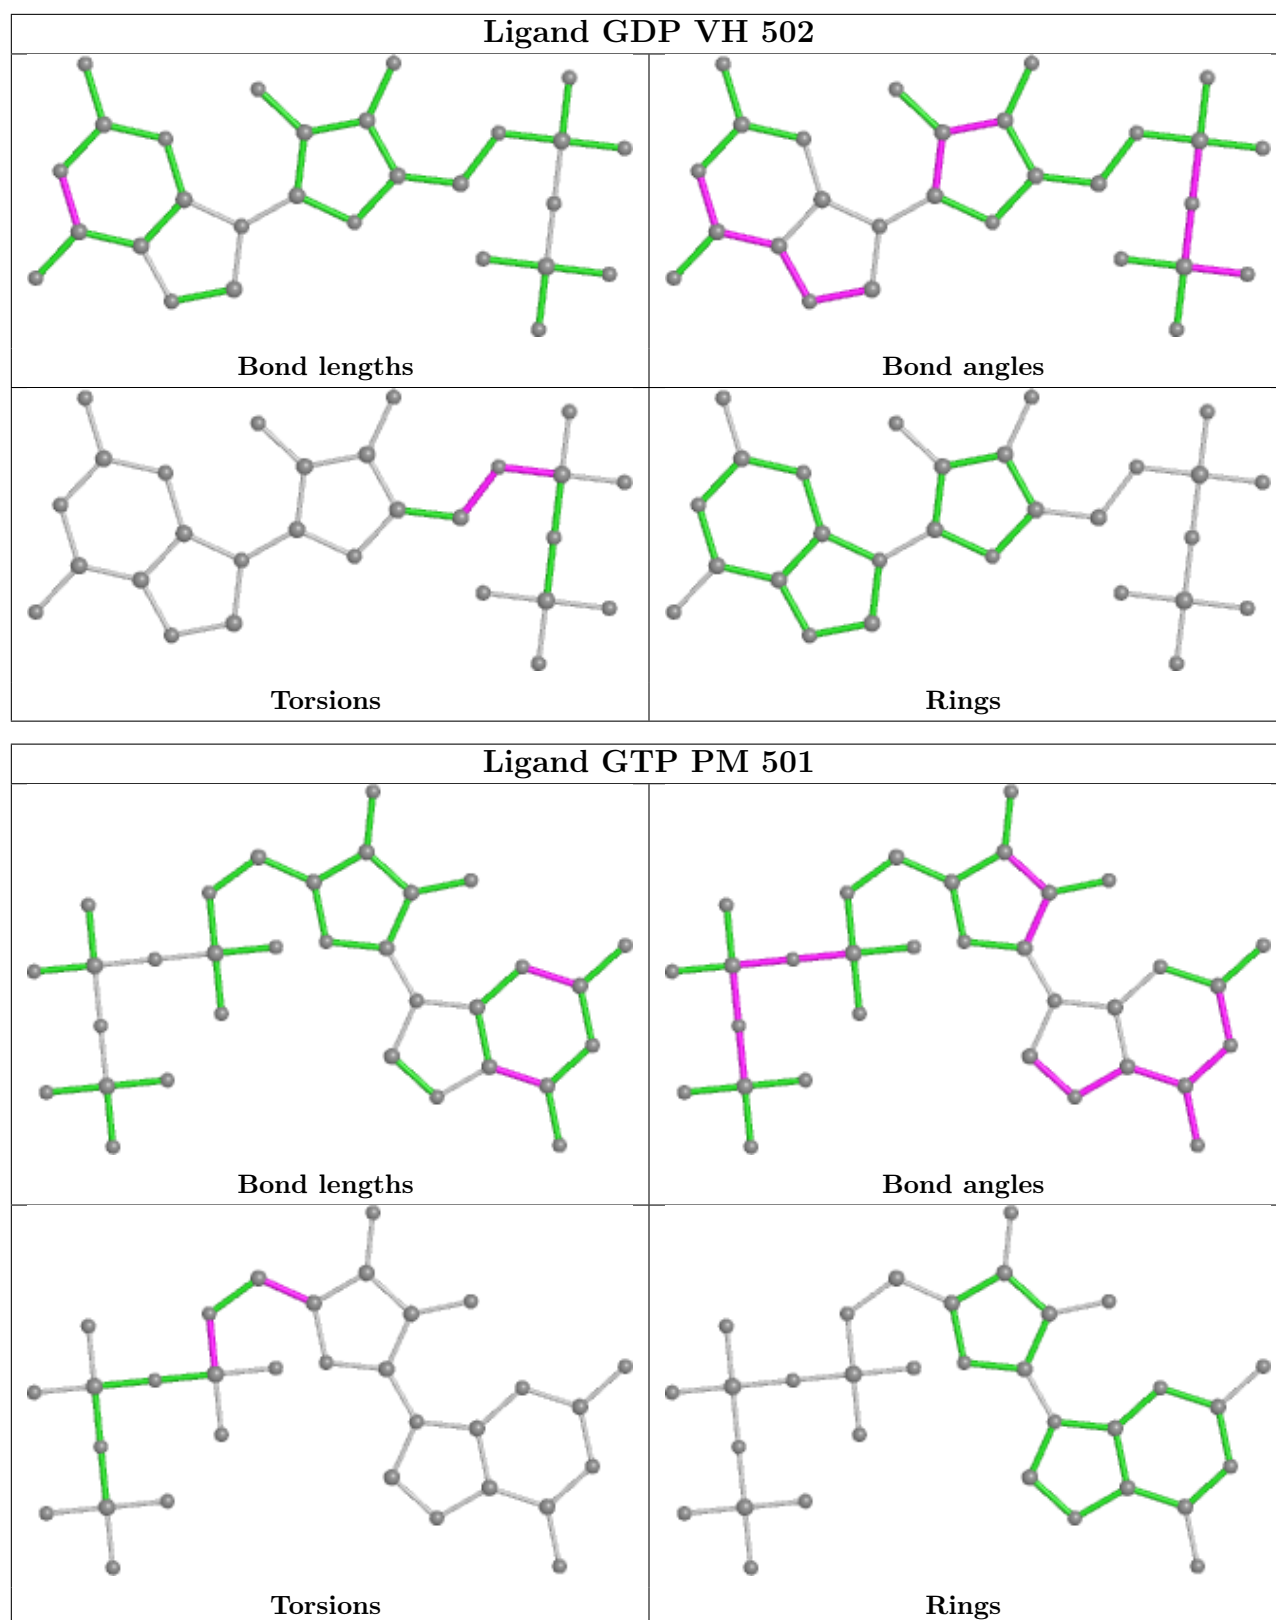 Ligand GDP VH 502
Bond lengths
Bond angles
Torsions
Rings
Ligand GTP PM 501
Bond lengths
Bond angles
Torsions
Rings